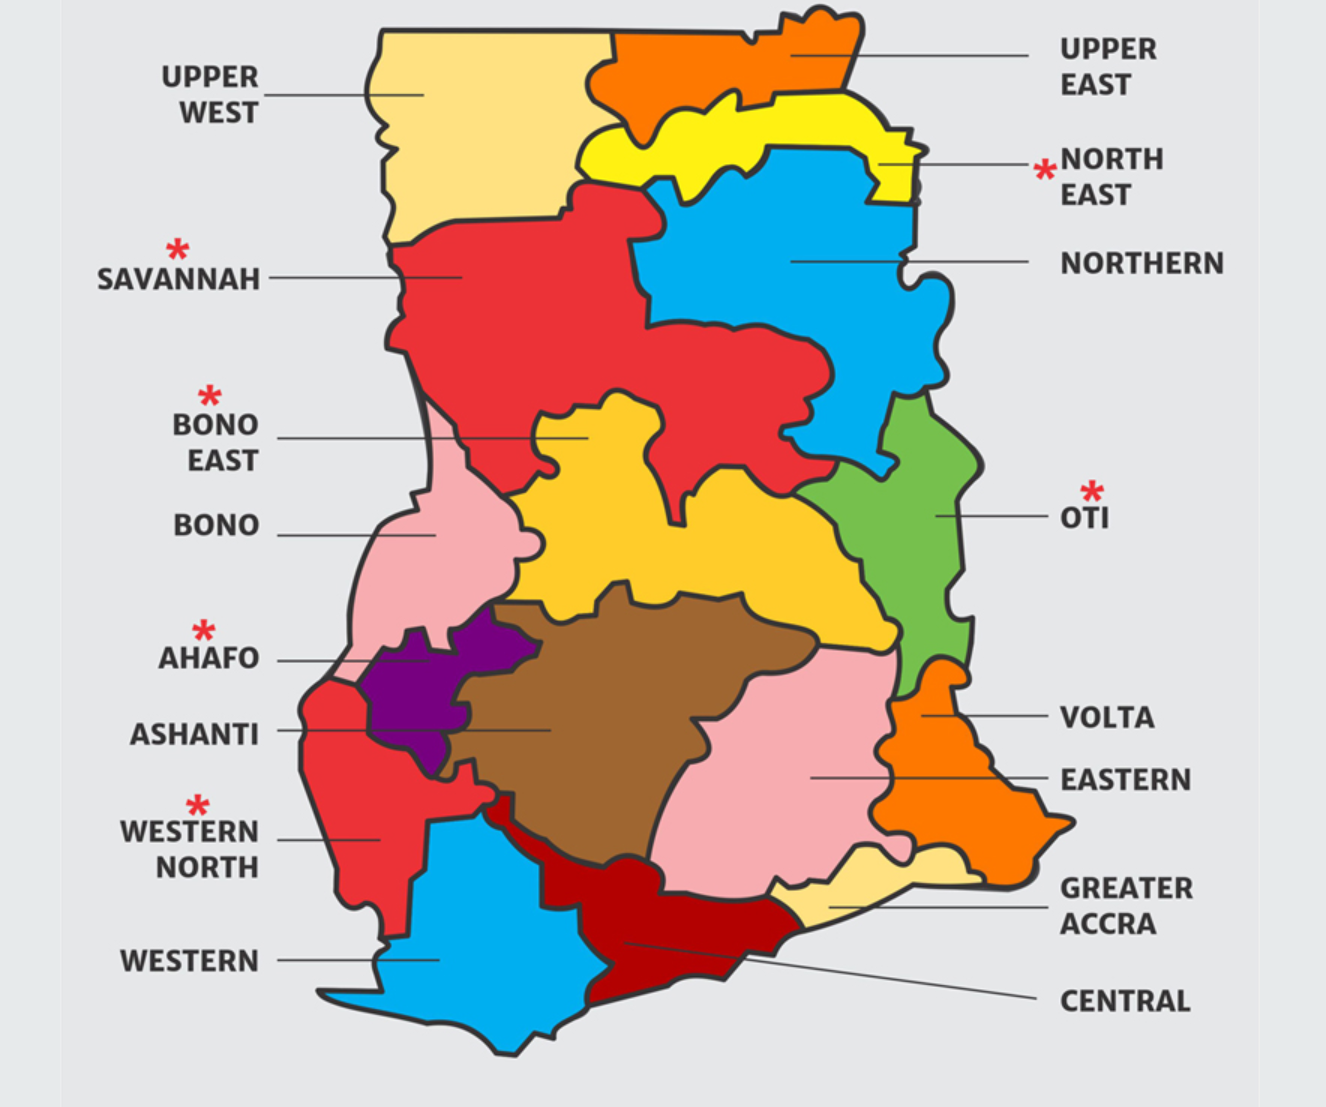 UPPER
WEST
*
SAVANNAH
*
BONO
EAST
BONO
*
AHAFO
ASHANTI
*
WESTERN
NORTH
WESTERN
UPPER
EAST
*NORTH
EAST
NORTHERN
*
OTI
VOLTA
EASTERN
GREATER
ACCRA
CENTRAL